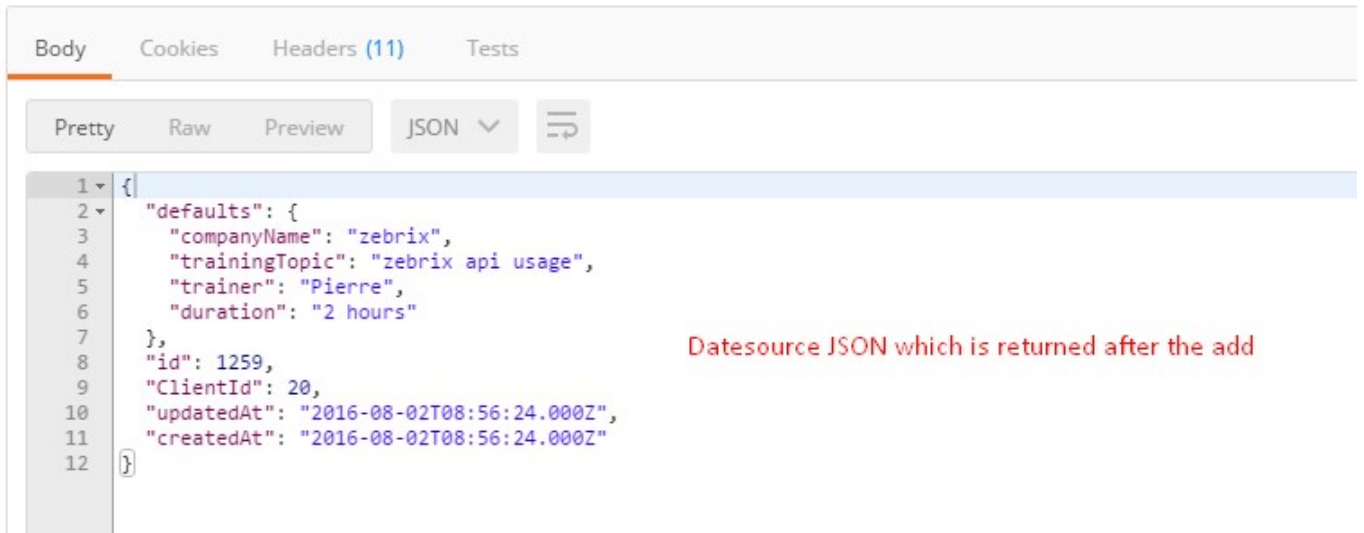 Body Cookies Headers (11) Tests
Pretty Raw Preview JSON
1 {
2 "defaults": {
3 "companyName": "zebrix",
4 "trainingTopic": "zebrix api usage",
5 "trainer": "Pierre",
6 "duration": "2 hours"
7 },
Datesource JSON which is returned after the add
8 "id": 1259,
9 "ClientId": 20,
10 "updatedAt": "2016-08-02T08:56:24.000Z",
11 "createdAt": "2016-08-02T08:56:24.000Z"
12 }